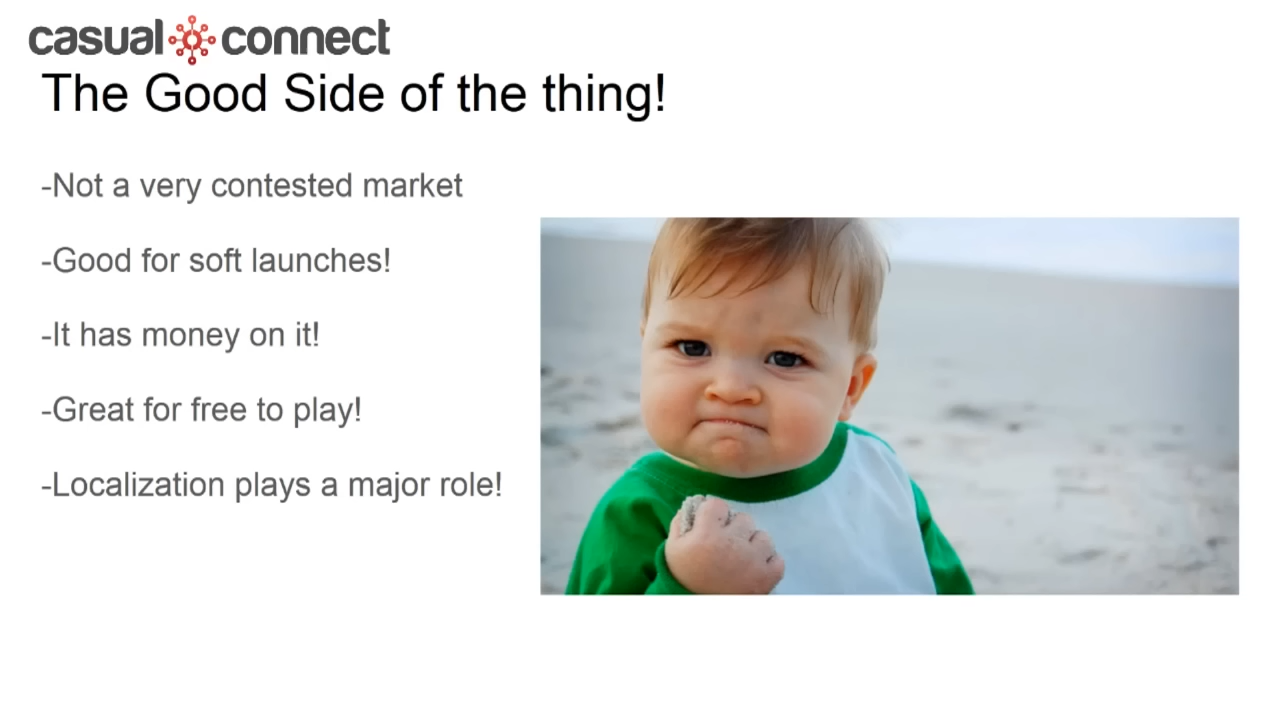 casual connect
The Good Side of the thing!
-Not a very contested market
-Good for soft launches!
-It has money on it!
-Great for free to play!
-Localization plays a major role!